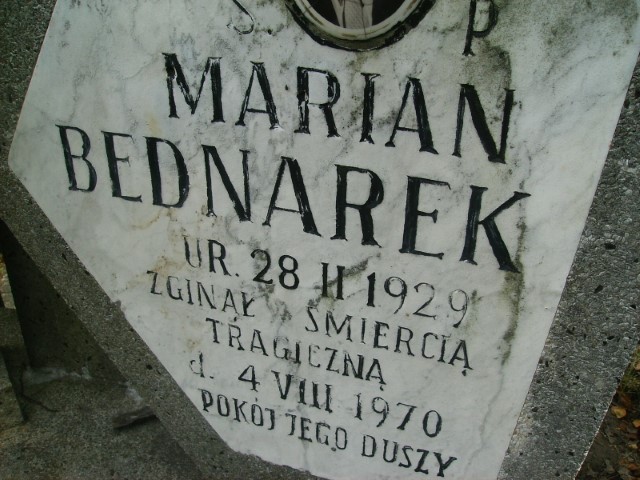 Ś. P
MARIAN
BEDNAREK
UR. 28 II 1929
ZGINĄŁ ŚMIERCIĄ
TRAGICZNĄ
d. 4 VIII 1970
POKÓJ JEGO DUSZY